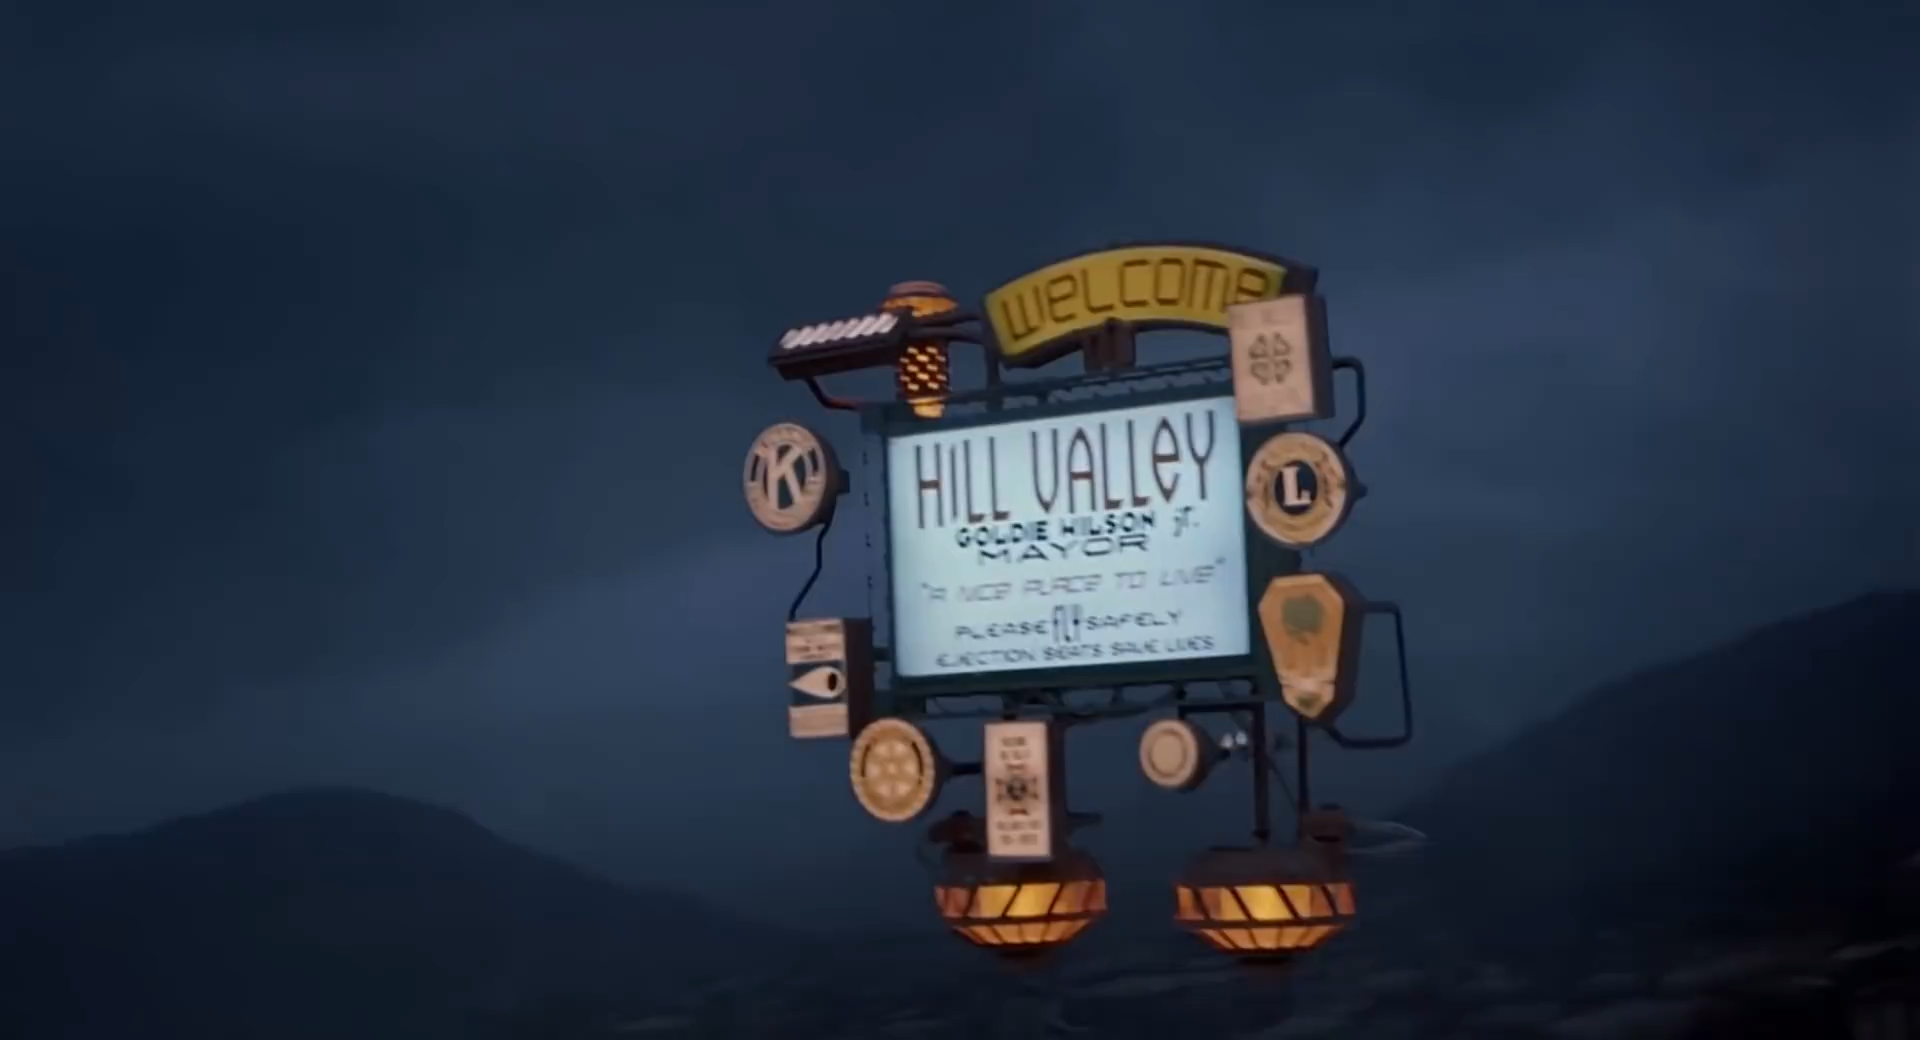 WELCOME
HILL VALLEY
GOLDIE WILSON jr.
MAYOR
"A NICE PLACE TO LIVE"
PLEASE FLY SAFELY
EJECTION SEATS SAVE LIVES
K
L